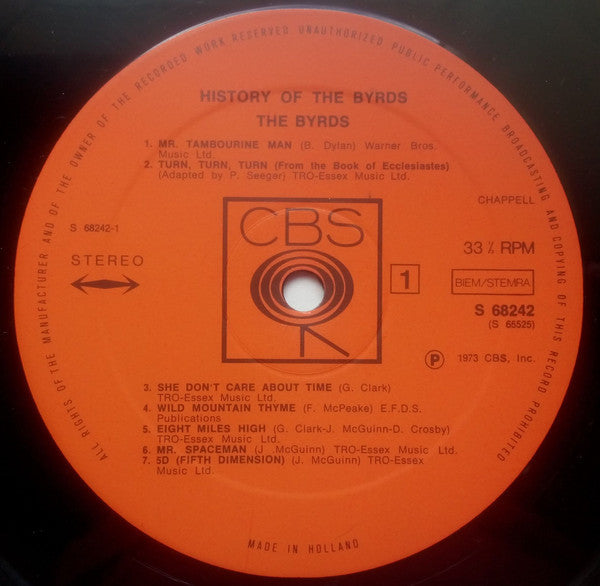 ALL RIGHTS OF THE MANUFACTURER AND OF THE OWNER OF THE RECORDED WORK RESERVED UNAUTHORIZED PUBLIC PERFORMANCE BROADCASTING AND COPYING OF THIS RECORD PROHIBITED
HISTORY OF THE BYRDS
THE BYRDS
1. MR. TAMBOURINE MAN (B. Dylan) Warner Bros.
Music Ltd.
2. TURN, TURN, TURN (From the Book of Ecclesiastes)
(Adapted by P. Seeger) TRO-Essex Music Ltd.
CHAPPELL
S 68242-1
STEREO
CBS
1
33⅓ RPM
BIEM/STEMRA
S 68242
(S 66525)
Ⓟ 1973 CBS, Inc.
3. SHE DON'T CARE ABOUT TIME (G. Clark)
TRO-Essex Music Ltd.
4. WILD MOUNTAIN THYME (F. McPeake) E.F.D.S.
Publications
5. EIGHT MILES HIGH (G. Clark-J. McGuinn-D. Crosby)
TRO-Essex Music Ltd.
6. MR. SPACEMAN (J .McGuinn) TRO-Essex Music Ltd.
7. 5D (FIFTH DIMENSION) (J. McGuinn) TRO-Essex
Music Ltd.
MADE IN HOLLAND